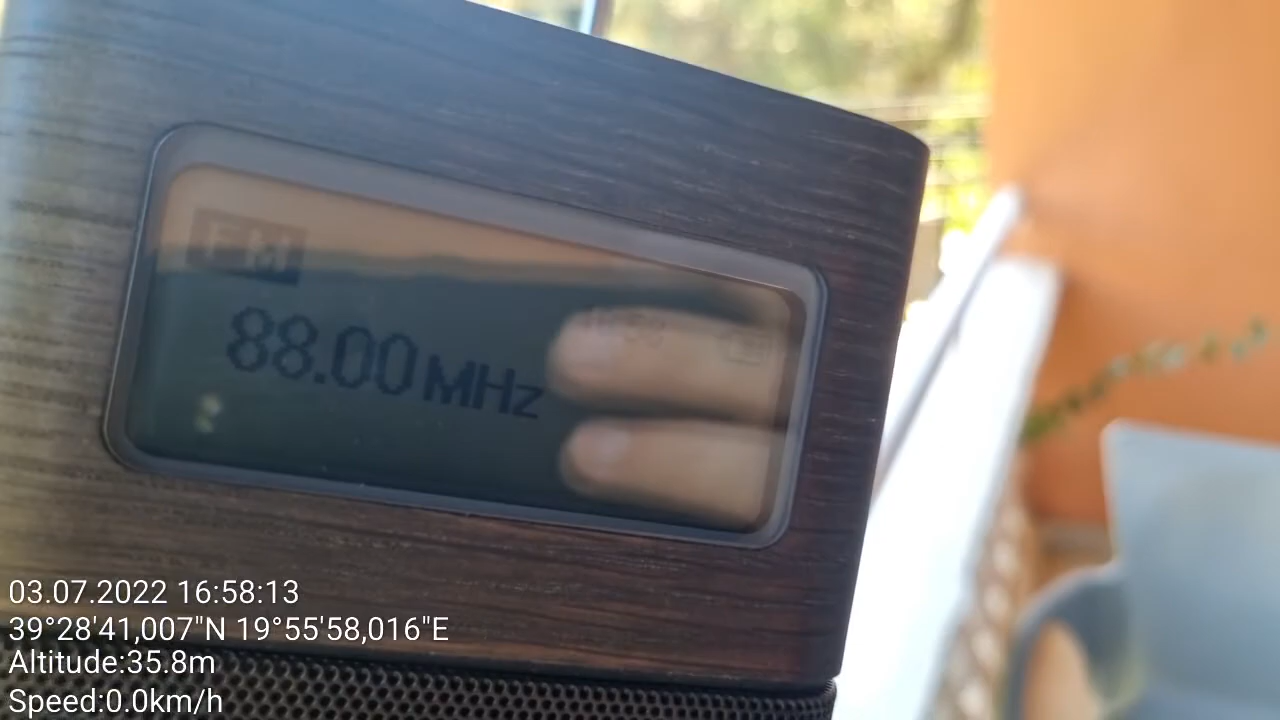 FM
88.00 MHz
03.07.2022 16:58:13
39°28'41,007"N 19°55'58,016"E
Altitude:35.8m
Speed:0.0km/h